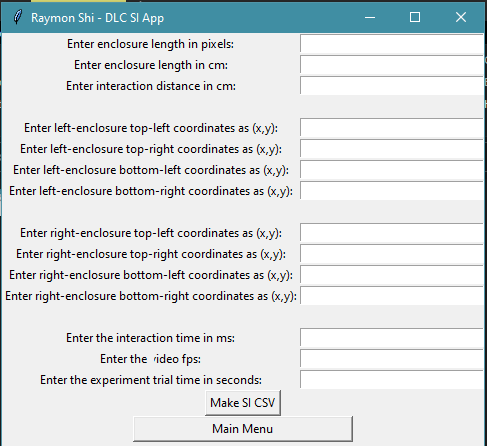 Raymon Shi - DLC SI App
Enter enclosure length in pixels:
Enter enclosure length in cm:
Enter interaction distance in cm:
Enter left-enclosure top-left coordinates as (x,y):
Enter left-enclosure top-right coordinates as (x,y):
Enter left-enclosure bottom-left coordinates as (x,y):
Enter left-enclosure bottom-right coordinates as (x,y):
Enter right-enclosure top-left coordinates as (x,y):
Enter right-enclosure top-right coordinates as (x,y):
Enter right-enclosure bottom-left coordinates as (x,y):
Enter right-enclosure bottom-right coordinates as (x,y):
Enter the interaction time in ms:
Enter the video fps:
Enter the experiment trial time in seconds:
Make SI CSV
Main Menu